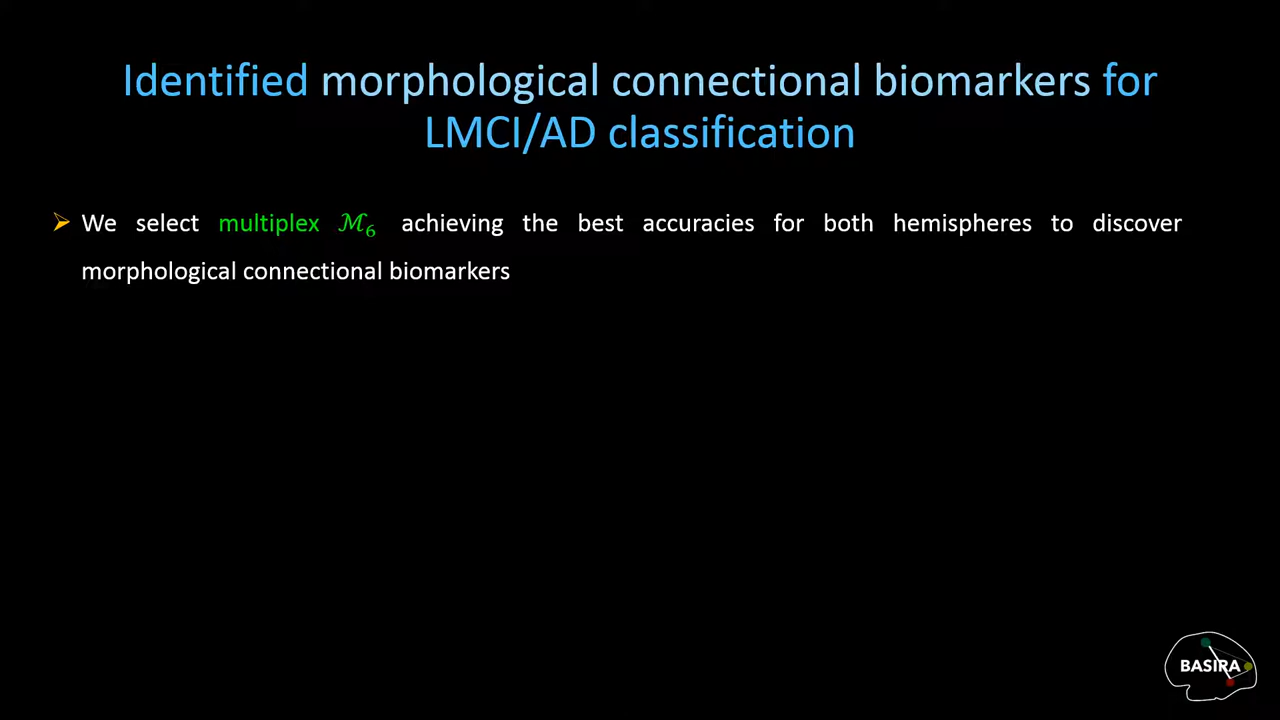 Identified morphological connectional biomarkers for
LMCI/AD classification
➢ We select multiplex ℳ₆ achieving the best accuracies for both hemispheres to discover
morphological connectional biomarkers
BASIRA